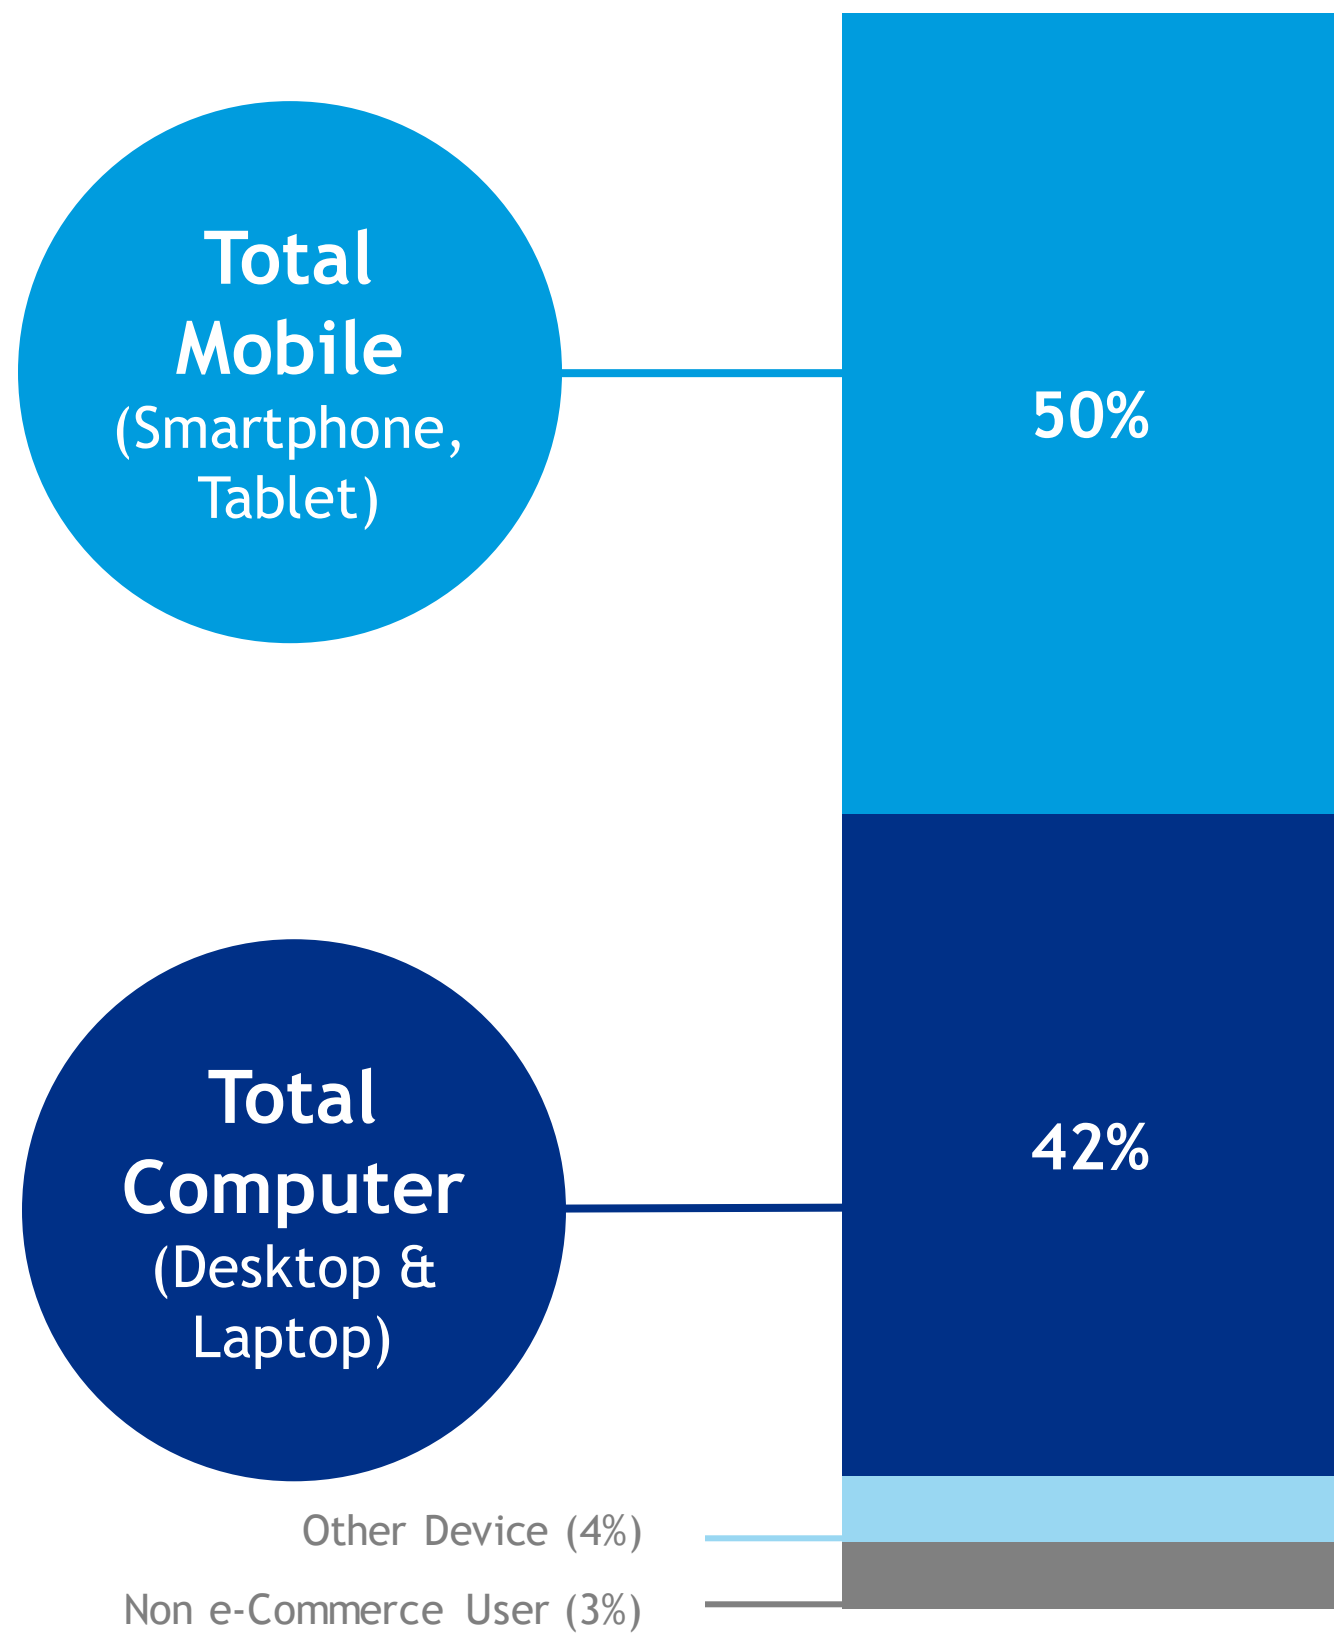 Total
Mobile
(Smartphone,
Tablet)
50%
Total
Computer
(Desktop &
Laptop)
42%
Other Device (4%)
Non e-Commerce User (3%)